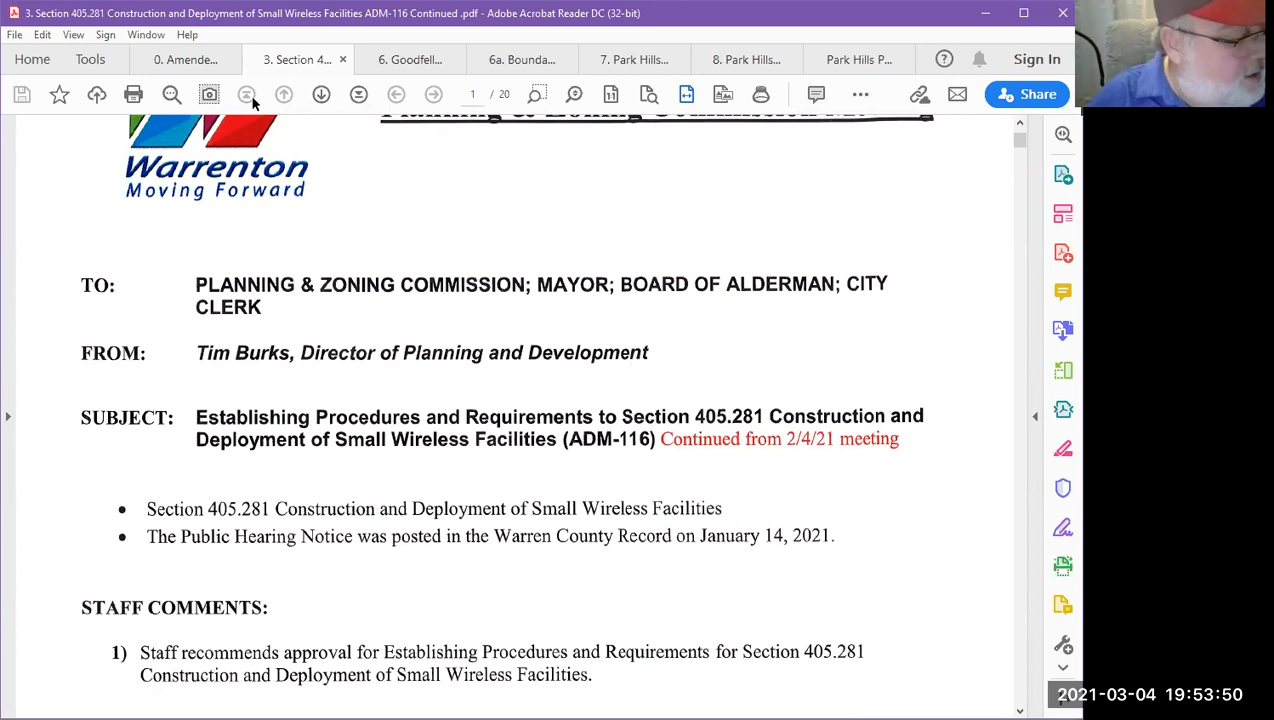 3. Section 405.281 Construction and Deployment of Small Wireless Facilities ADM-116 Continued .pdf - Adobe Acrobat Reader DC (32-bit)
File Edit View Sign Window Help
Home Tools 0. Amende... 3. Section 4... 6. Goodfell... 6a. Bounda... 7. Park Hills... 8. Park Hills... Park Hills P... Sign In
1 / 20 Share
Warrenton
Moving Forward
TO: PLANNING & ZONING COMMISSION; MAYOR; BOARD OF ALDERMAN; CITY
CLERK
FROM: Tim Burks, Director of Planning and Development
SUBJECT: Establishing Procedures and Requirements to Section 405.281 Construction and
Deployment of Small Wireless Facilities (ADM-116) Continued from 2/4/21 meeting
• Section 405.281 Construction and Deployment of Small Wireless Facilities
• The Public Hearing Notice was posted in the Warren County Record on January 14, 2021.
STAFF COMMENTS:
1) Staff recommends approval for Establishing Procedures and Requirements for Section 405.281
Construction and Deployment of Small Wireless Facilities.
2021-03-04 19:53:50